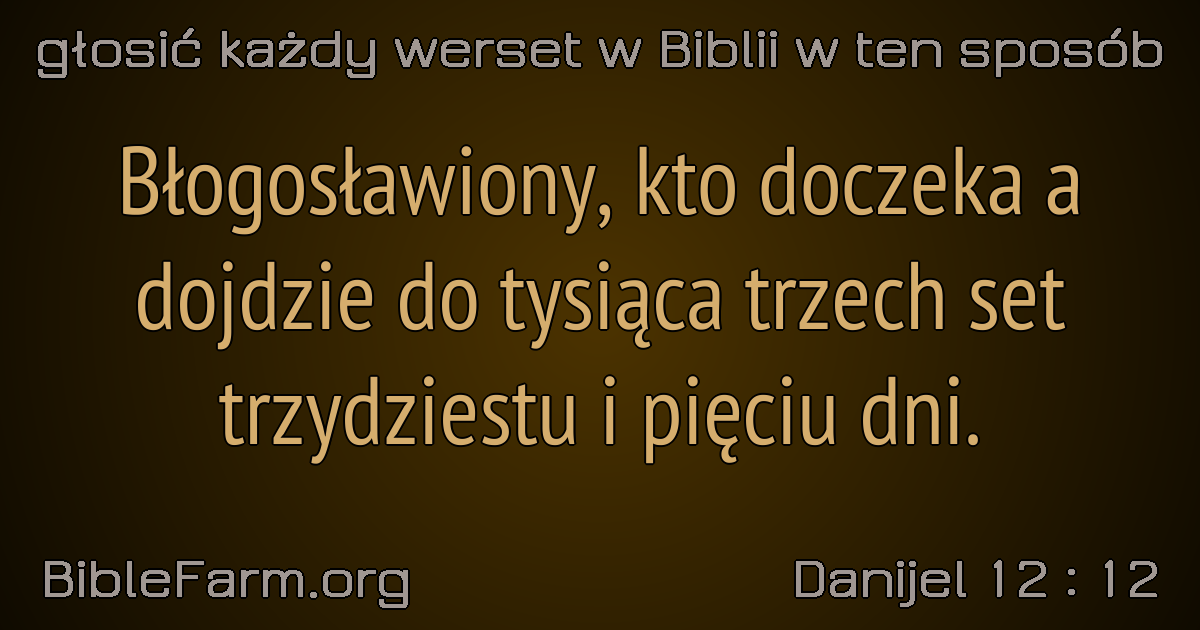 głosić każdy werset w Biblii w ten sposób
Błogosławiony, kto doczeka a
dojdzie do tysiąca trzech set
trzydziestu i pięciu dni.
BibleFarm.org
Danijel 12 : 12